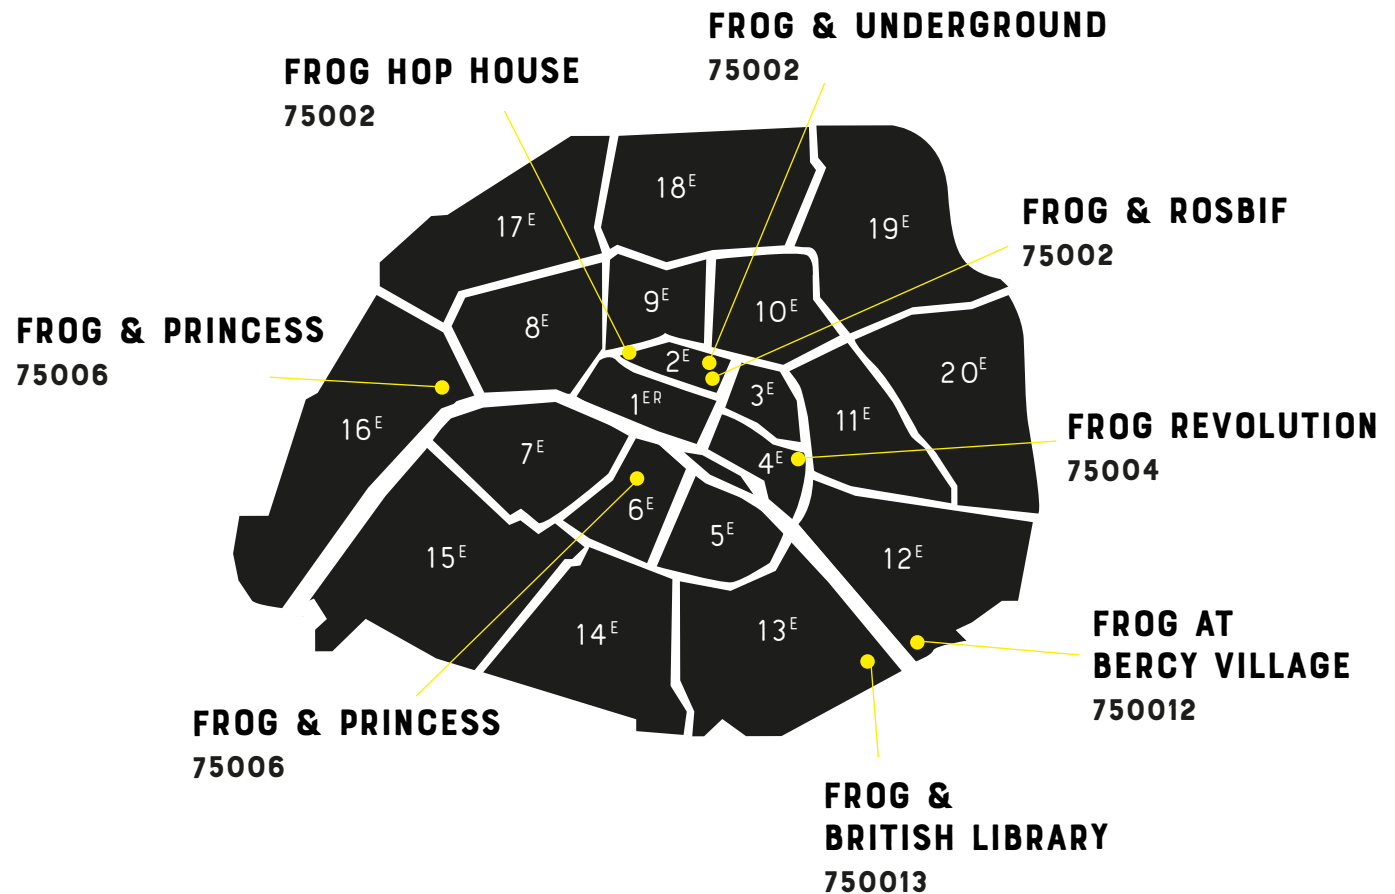 FROG & UNDERGROUND
75002
FROG HOP HOUSE
75002
18E
17E
19E
FROG & ROSBIF
75002
9E
10E
8E
FROG & PRINCESS
75006
2E
20E
3E
1ER
11E
16E
FROG REVOLUTION
75004
7E
4E
6E
5E
15E
12E
14E
13E
FROG AT
BERCY VILLAGE
750012
FROG & PRINCESS
75006
FROG &
BRITISH LIBRARY
750013